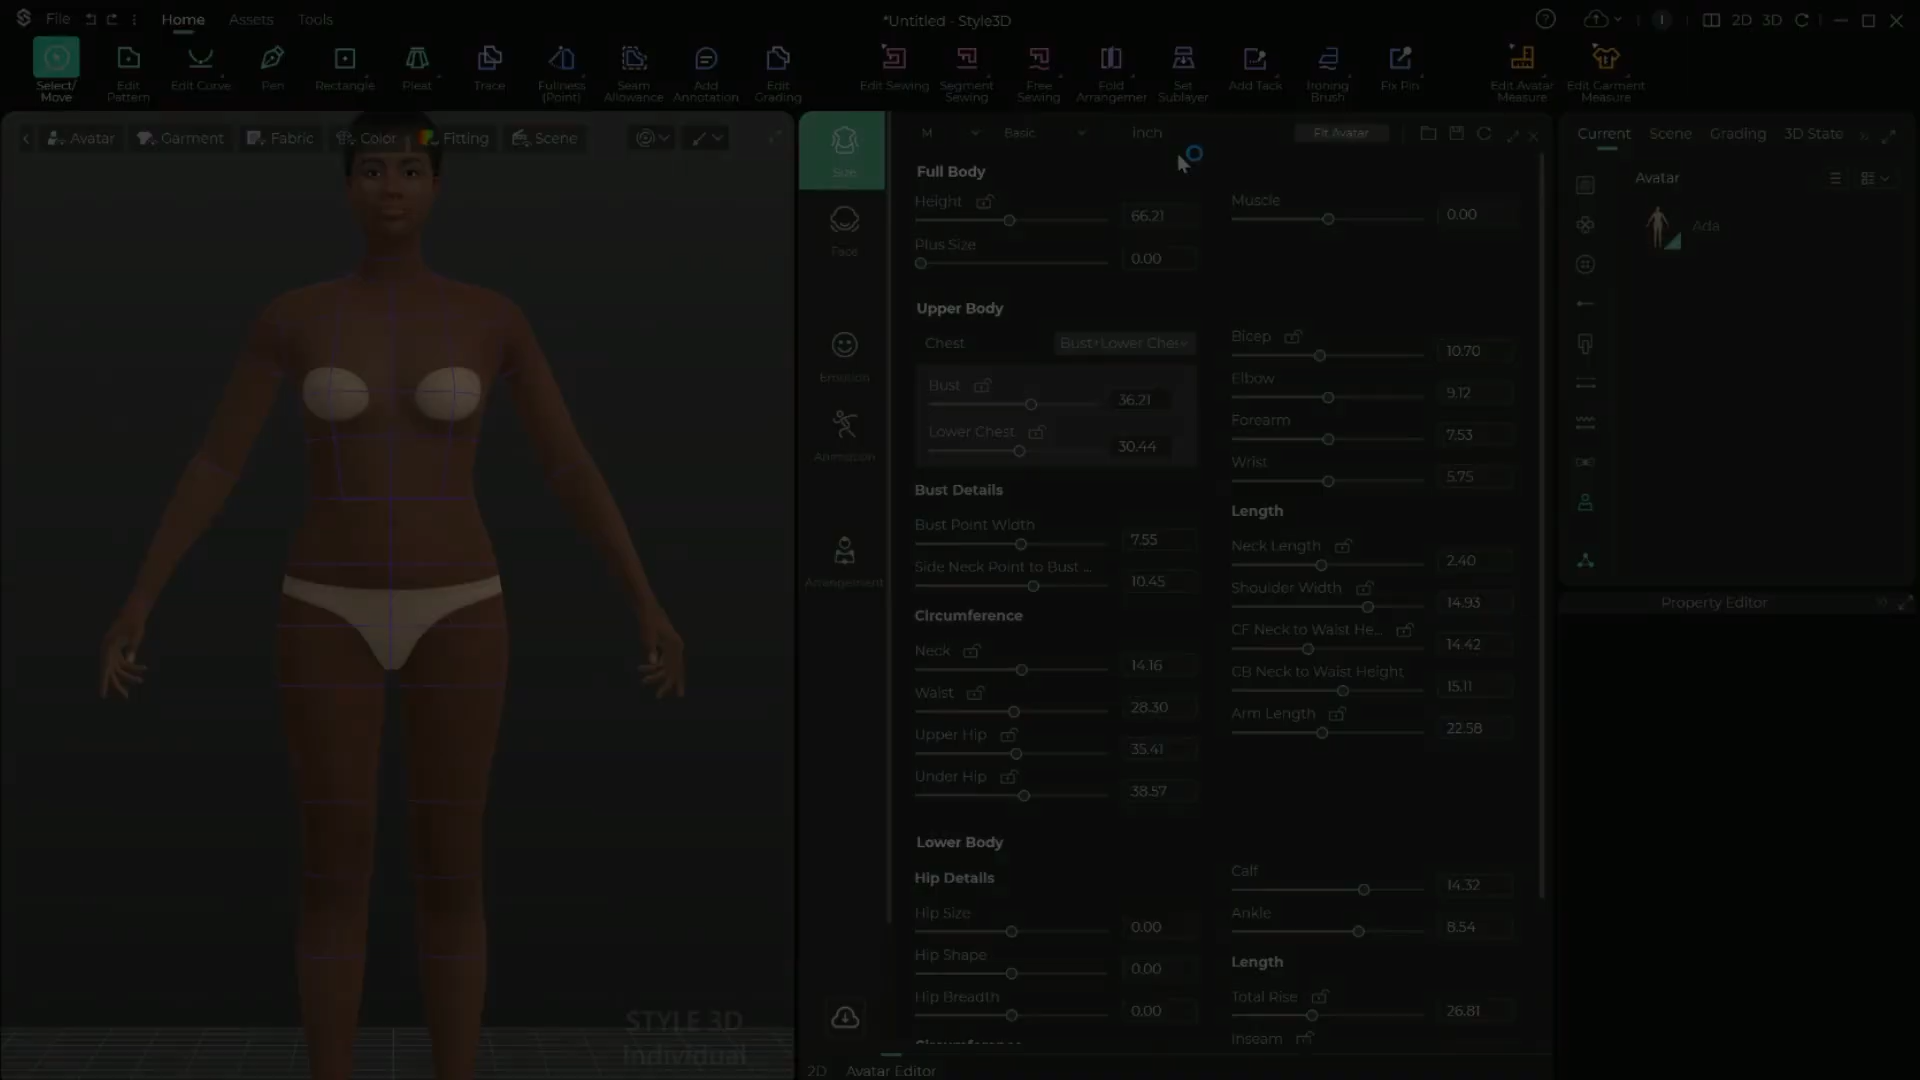 File Home Assets Tools *Untitled - Style3D 2D 3D
Select/ Move Edit Pattern Edit Curve Pen Rectangle Pleat Trace Fullness (Point) Seam Allowance Add Annotation Edit Grading Edit Sewing Segment Sewing Free Sewing Fold Arrangemer Set Sublayer Add Tack Ironing Brush Fix Pin Edit Avatar Measure Edit Garment Measure
Avatar Garment Fabric Color Fitting Scene
M Basic inch Fit Avatar
Current Scene Grading 3D State
Size
Face
Emotion
Animation
Arrangement
Full Body
Height 66.21
Plus Size 0.00
Muscle 0.00
Upper Body
Chest Bust+Lower Ches
Bust 36.21
Lower Chest 30.44
Bust Details
Bust Point Width 7.55
Side Neck Point to Bust ... 10.45
Circumference
Neck 14.16
Waist 28.30
Upper Hip 35.41
Under Hip 38.57
Bicep 10.70
Elbow 9.12
Forearm 7.53
Wrist 5.75
Length
Neck Length 2.40
Shoulder Width 14.93
CF Neck to Waist He... 14.42
CB Neck to Waist Height 15.11
Arm Length 22.58
Lower Body
Hip Details
Hip Size 0.00
Hip Shape 0.00
Hip Breadth 0.00
Circumference
Calf 14.32
Ankle 8.54
Length
Total Rise 26.81
Inseam
Avatar
Ada
Property Editor
STYLE 3D
Individual
2D Avatar Editor